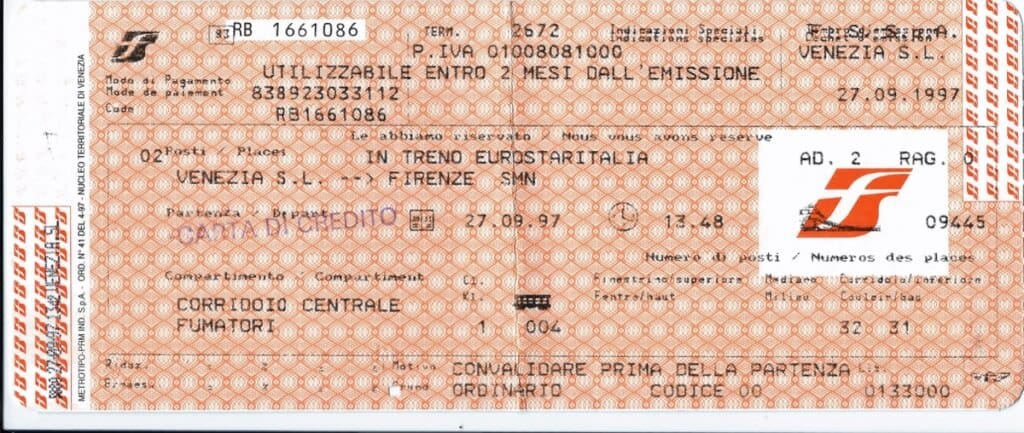 83 RB 1661086 TERM. 2672 Indicazioni Speciali F.S. S.p.A.
P.IVA 01008081000 Indications spéciales VENEZIA S.L.
Modo di Pagamento UTILIZZABILE ENTRO 2 MESI DALL'EMISSIONE
Mode de paiement 838923033112 27.09.1997
Code RB1661086
Le abbiamo riservato / Nous vous avons reserve
02 Posti Places IN TRENO EUROSTARITALIA AD. 2 RAG. 0
VENEZIA S.L. --> FIRENZE SMN
Partenza / Depart 27.09.97 13.48 09445
CARTA DI CREDITO
Numero di posti / Numeros des places
Compartimento / Compartiment Cl. Finestrino/superiore Mediano Corridoio/inferiore
CORRIDOIO CENTRALE Kl. Fentre/haut Milieu Couloir/bas
FUMATORI 1 004 32 31
Riduz. Motivo CONVALIDARE PRIMA DELLA PARTENZA Lit.
ORDINARIO CODICE 00 0133000
METROTIPO-PRM IND. S.p.A. - ORD. N° 41 DEL 4-97 - NUCLEO TERRITORIALE DI VENEZIA